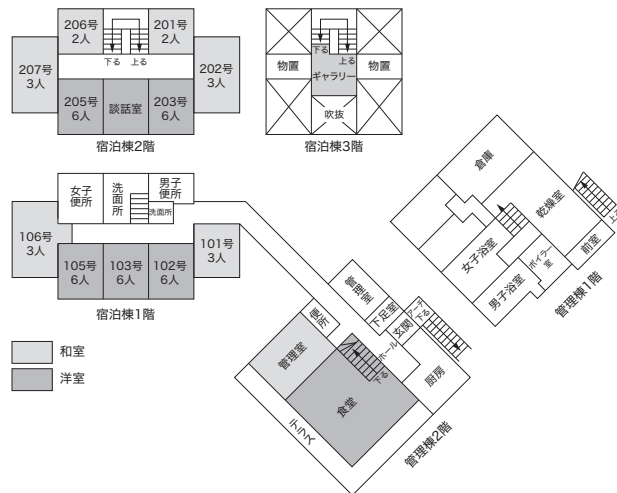 206号
2人
下る
上る
201号
2人
207号
3人
202号
3人
205号
6人
談話室
203号
6人
宿泊棟2階
下る
上る
物置
ギャラリー
物置
吹抜
宿泊棟3階
女子
便所
洗面所
男子
便所
洗面所
106号
3人
101号
3人
105号
6人
103号
6人
102号
6人
宿泊棟1階
和室
洋室
倉庫
乾燥室
上る
女子浴室
男子浴室
ボイラー
室
前室
管理棟1階
管理室
下足室
玄関
アーチ
下る
便所
管理室
ホール
下る
食堂
厨房
テラス
管理棟2階